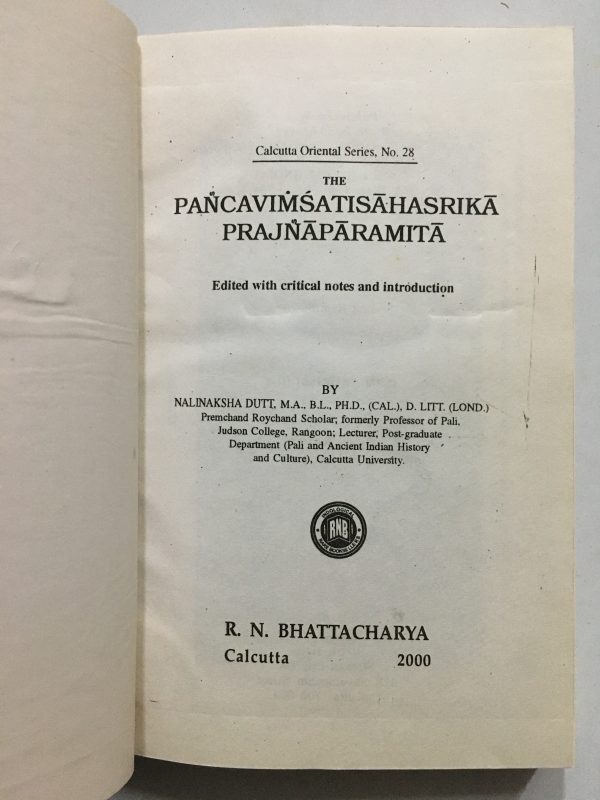 Calcutta Oriental Series, No. 28
THE
PAÑCAVIṀŚATISĀHASRIKĀ
PRAJÑĀPĀRAMITĀ
Edited with critical notes and introduction
BY
NALINAKSHA DUTT, M.A., B.L., PH.D., (CAL.), D. LITT. (LOND.)
Premchand Roychand Scholar; formerly Professor of Pali.
Judson College, Rangoon; Lecturer, Post-graduate
Department (Pali and Ancient Indian History
and Culture), Calcutta University.
INDOLOGICAL
RNB
R. N. BHATTACHARYA
Calcutta 2000